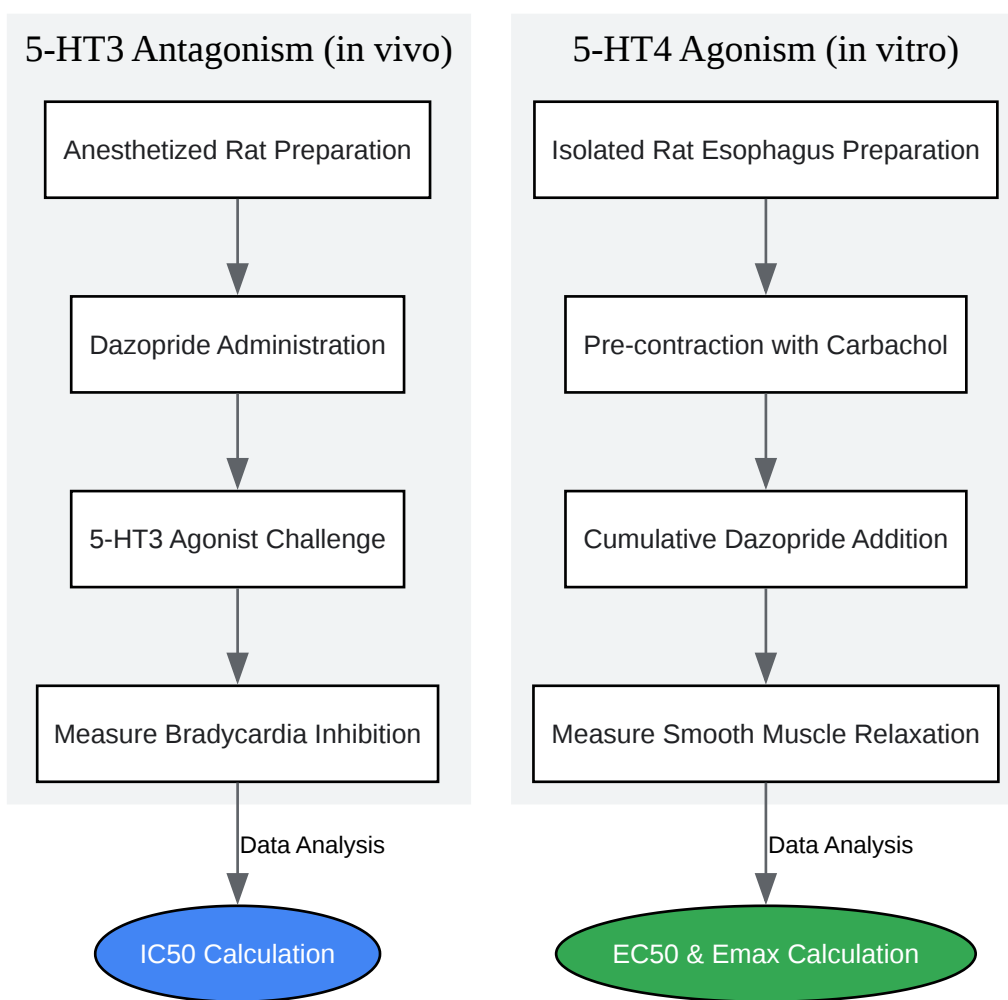 5-HT3 Antagonism (in vivo)
Anesthetized Rat Preparation
Dazopride Administration
5-HT3 Agonist Challenge
Measure Bradycardia Inhibition
Data Analysis
IC50 Calculation
5-HT4 Agonism (in vitro)
Isolated Rat Esophagus Preparation
Pre-contraction with Carbachol
Cumulative Dazopride Addition
Measure Smooth Muscle Relaxation
Data Analysis
EC50 & Emax Calculation